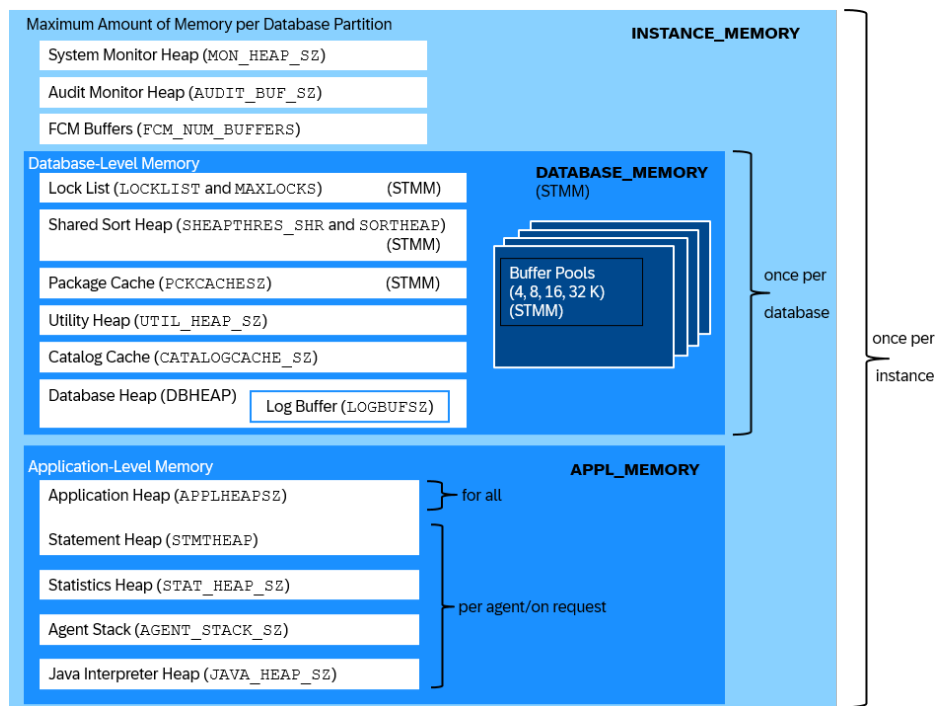 Maximum Amount of Memory per Database Partition
INSTANCE_MEMORY
System Monitor Heap (MON_HEAP_SZ)
Audit Monitor Heap (AUDIT_BUF_SZ)
FCM Buffers (FCM_NUM_BUFFERS)
Database-Level Memory
DATABASE_MEMORY
(STMM)
Lock List (LOCKLIST and MAXLOCKS) (STMM)
Shared Sort Heap (SHEAPTHRES_SHR and SORTHEAP)
(STMM)
Package Cache (PCKCACHESZ) (STMM)
Utility Heap (UTIL_HEAP_SZ)
Catalog Cache (CATALOGCACHE_SZ)
Database Heap (DBHEAP)
Log Buffer (LOGBUFSZ)
Buffer Pools
(4, 8, 16, 32 K)
(STMM)
once per
database
once per
instance
Application-Level Memory
APPL_MEMORY
Application Heap (APPLHEAPSZ)
for all
Statement Heap (STMTHEAP)
Statistics Heap (STAT_HEAP_SZ)
per agent/on request
Agent Stack (AGENT_STACK_SZ)
Java Interpreter Heap (JAVA_HEAP_SZ)